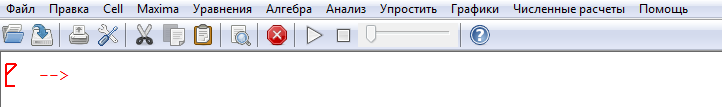 Файл Правка Cell Maxima Уравнения Алгебра Анализ Упростить Графики Численные расчеты Помощь
-->